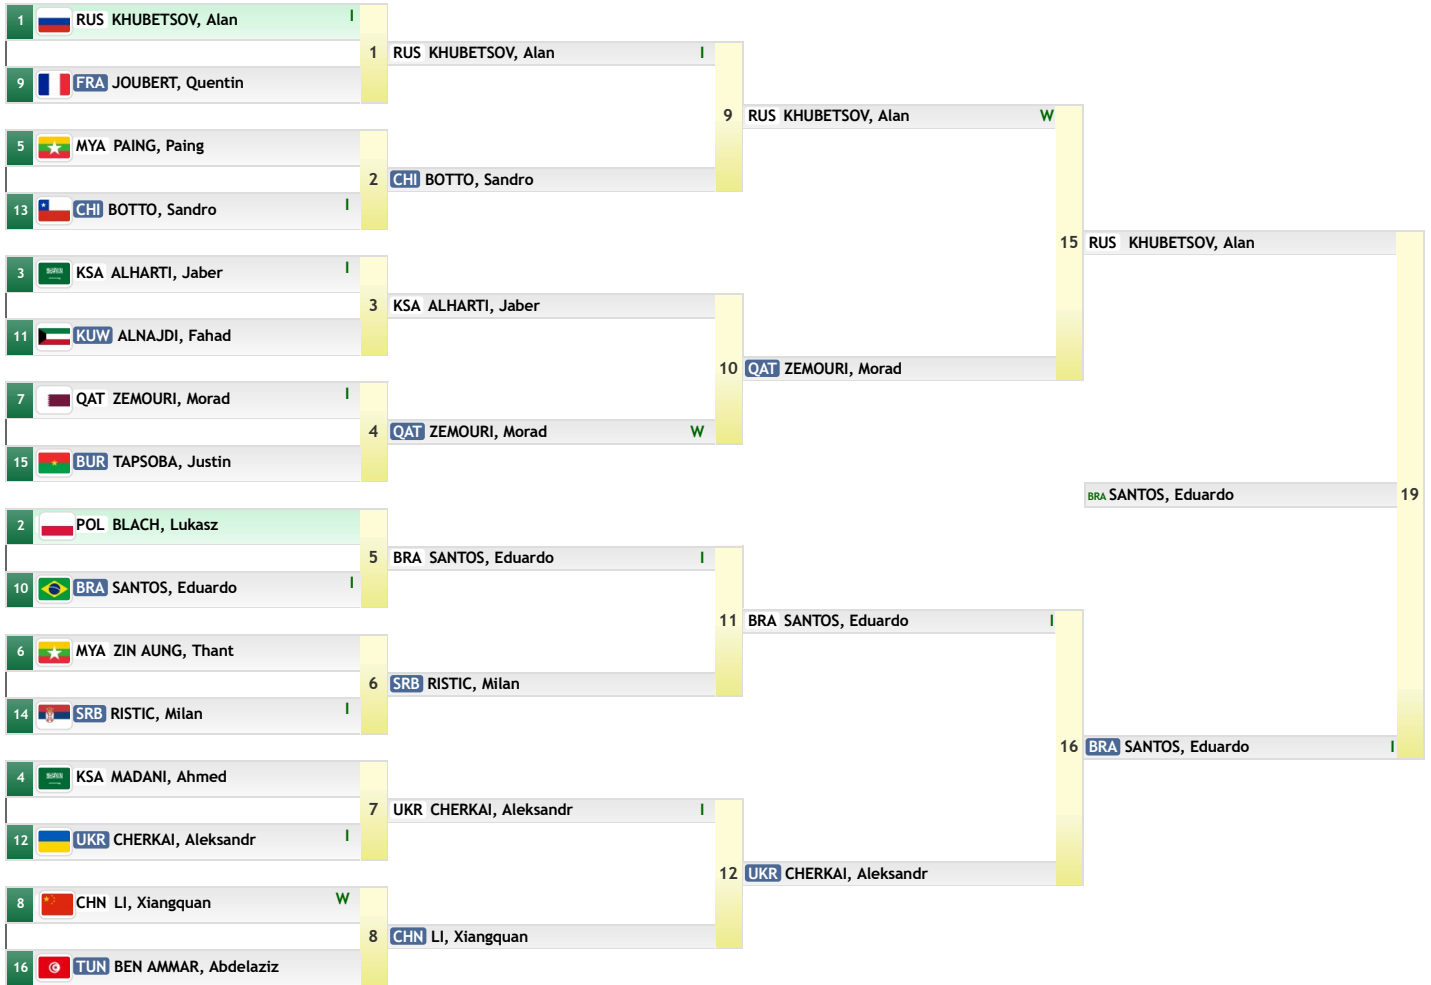 1 RUS KHUBETSOV, Alan I
1 RUS KHUBETSOV, Alan I
9 FRA JOUBERT, Quentin
9 RUS KHUBETSOV, Alan W
5 MYA PAING, Paing
2 CHI BOTTO, Sandro
13 CHI BOTTO, Sandro I
15 RUS KHUBETSOV, Alan
3 KSA ALHARTI, Jaber I
3 KSA ALHARTI, Jaber
11 KUW ALNAJDI, Fahad
10 QAT ZEMOURI, Morad
7 QAT ZEMOURI, Morad I
4 QAT ZEMOURI, Morad W
15 BUR TAPSOBA, Justin
BRA SANTOS, Eduardo 19
2 POL BLACH, Lukasz
5 BRA SANTOS, Eduardo I
10 BRA SANTOS, Eduardo I
11 BRA SANTOS, Eduardo I
6 MYA ZIN AUNG, Thant
6 SRB RISTIC, Milan
14 SRB RISTIC, Milan I
16 BRA SANTOS, Eduardo I
4 KSA MADANI, Ahmed
7 UKR CHERKAI, Aleksandr I
12 UKR CHERKAI, Aleksandr I
12 UKR CHERKAI, Aleksandr
8 CHN LI, Xiangquan W
8 CHN LI, Xiangquan
16 TUN BEN AMMAR, Abdelaziz